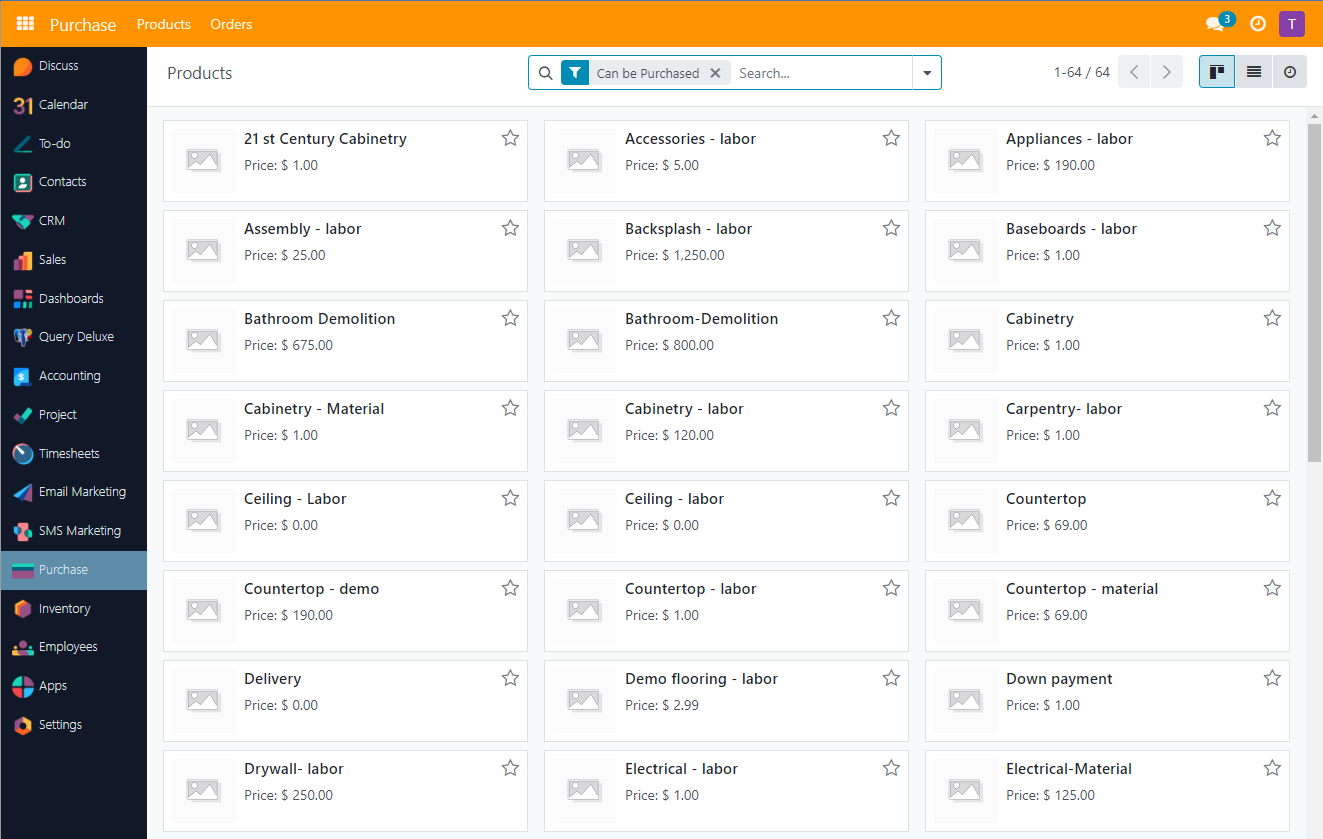 Purchase Products Orders 3 T
Discuss
31 Calendar
To-do
Contacts
CRM
Sales
Dashboards
Query Deluxe
Accounting
Project
Timesheets
Email Marketing
SMS Marketing
Purchase
Inventory
Employees
Apps
Settings
Products Can be Purchased Search... 1-64 / 64
21 st Century Cabinetry
Price: $ 1.00
Accessories - labor
Price: $ 5.00
Appliances - labor
Price: $ 190.00
Assembly - labor
Price: $ 25.00
Backsplash - labor
Price: $ 1,250.00
Baseboards - labor
Price: $ 1.00
Bathroom Demolition
Price: $ 675.00
Bathroom-Demolition
Price: $ 800.00
Cabinetry
Price: $ 1.00
Cabinetry - Material
Price: $ 1.00
Cabinetry - labor
Price: $ 120.00
Carpentry- labor
Price: $ 1.00
Ceiling - Labor
Price: $ 0.00
Ceiling - labor
Price: $ 0.00
Countertop
Price: $ 69.00
Countertop - demo
Price: $ 190.00
Countertop - labor
Price: $ 1.00
Countertop - material
Price: $ 69.00
Delivery
Price: $ 0.00
Demo flooring - labor
Price: $ 2.99
Down payment
Price: $ 1.00
Drywall- labor
Price: $ 250.00
Electrical - labor
Price: $ 1.00
Electrical-Material
Price: $ 125.00